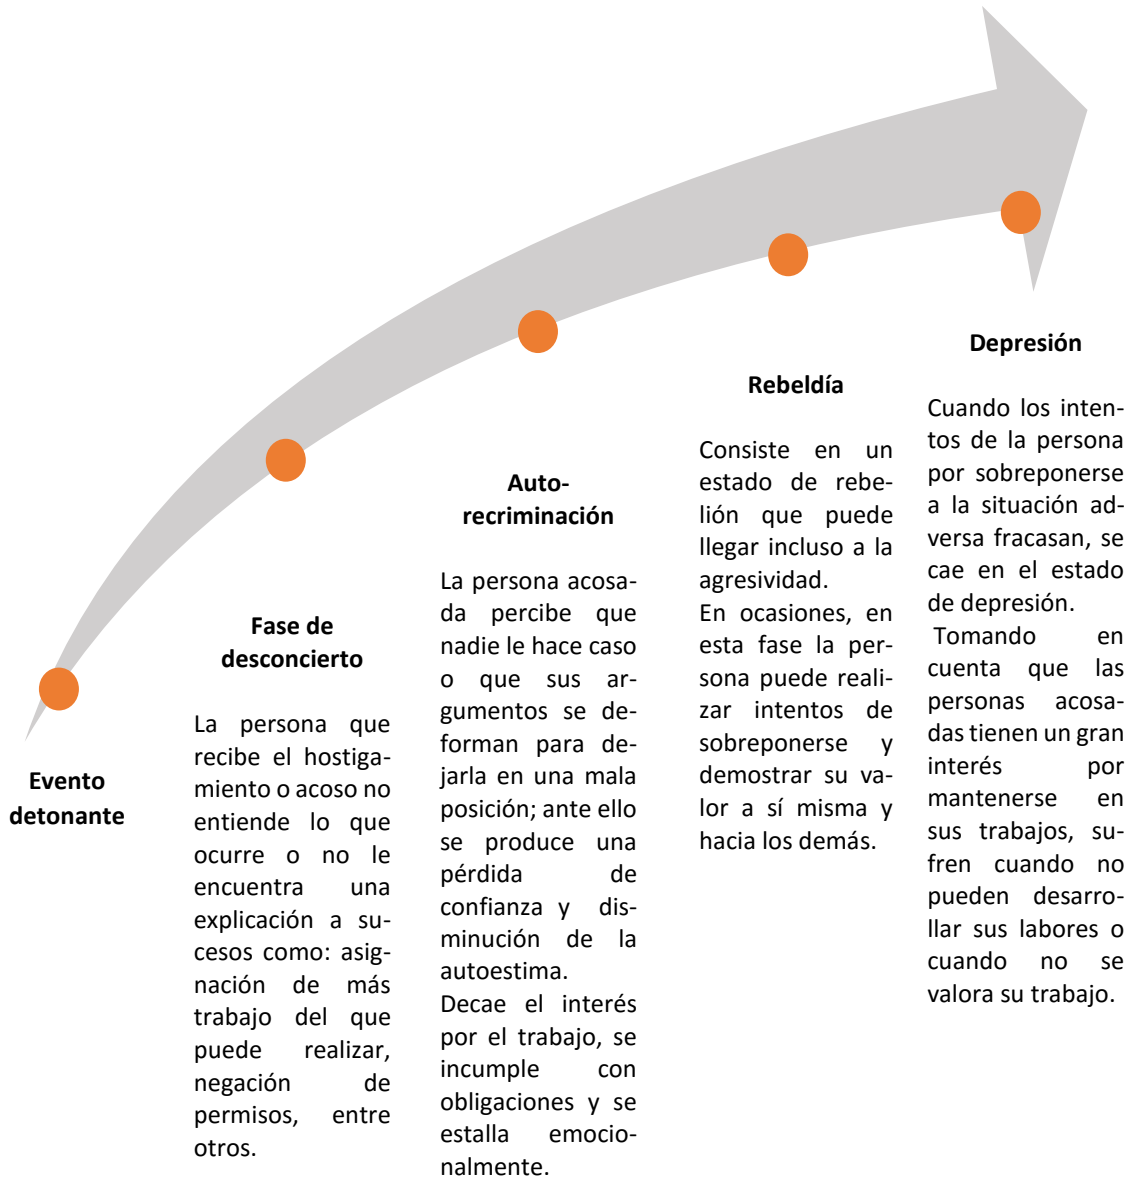 Evento
detonante
Fase de
desconcierto
La persona que
recibe el hostiga-
miento o acoso no
entiende lo que
ocurre o no le
encuentra una
explicación a su-
cesos como: asig-
nación de más
trabajo del que
puede realizar,
negación de
permisos, entre
otros.
Auto-
recriminación
La persona acosa-
da percibe que
nadie le hace caso
o que sus ar-
gumentos se de-
forman para de-
jarla en una mala
posición; ante ello
se produce una
pérdida de
confianza y dis-
minución de la
autoestima.
Decae el interés
por el trabajo, se
incumple con
obligaciones y se
estalla emocio-
nalmente.
Rebeldía
Consiste en un
estado de rebe-
lión que puede
llegar incluso a la
agresividad.
En ocasiones, en
esta fase la per-
sona puede reali-
zar intentos de
sobreponerse y
demostrar su va-
lor a sí misma y
hacia los demás.
Depresión
Cuando los inten-
tos de la persona
por sobreponerse
a la situación ad-
versa fracasan, se
cae en el estado
de depresión.
Tomando en
cuenta que las
personas acosa-
das tienen un gran
interés por
mantenerse en
sus trabajos, su-
fren cuando no
pueden desarro-
llar sus labores o
cuando no se
valora su trabajo.